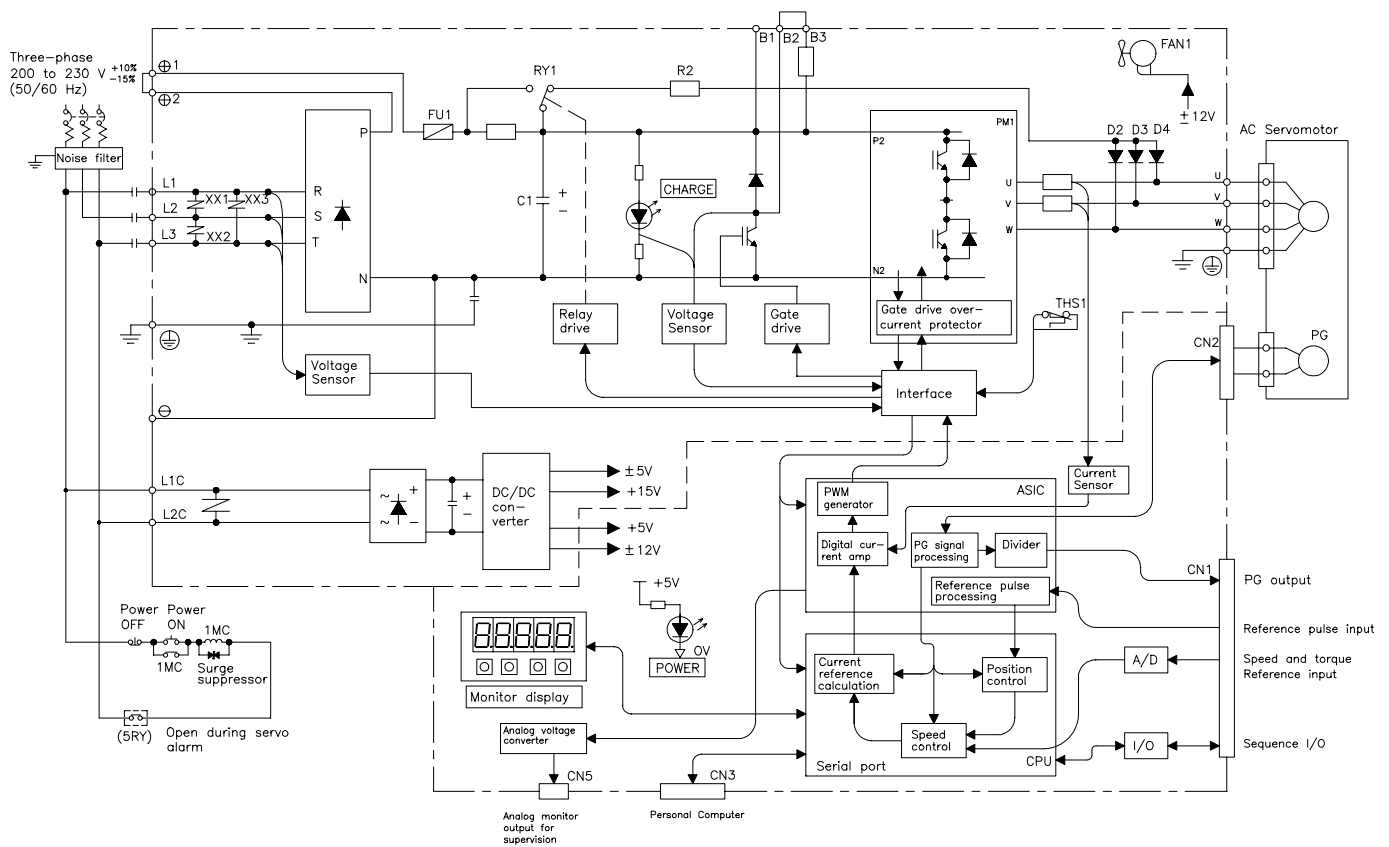 Three-phase
200 to 230 V +10% -15%
(50/60 Hz)
Noise filter
⊕1
⊕2
L1
L2
L3
XX1
XX3
XX2
P
R
S
T
N
FU1
RY1
R2
C1
+
−
CHARGE
B1
B2
B3
FAN1
±12V
PM1
P2
N2
U
V
W
D2
D3
D4
U
V
W
AC Servomotor
PG
CN2
THS1
Gate drive over-
current protector
Relay
drive
Voltage
Sensor
Gate
drive
Voltage
Sensor
Interface
⊖
L1C
L2C
~
~
+
−
+
−
DC/DC
con-
verter
±5V
+15V
+5V
±12V
Current
Sensor
ASIC
PWM
generator
Digital cur-
rent amp
PG signal
processing
Divider
Reference pulse
processing
CN1
PG output
Reference pulse input
Speed and torque
Reference input
Sequence I/O
A/D
I/O
Current
reference
calculation
Position
control
Speed
control
CPU
Serial port
Power
OFF
Power
ON
1MC
1MC
Surge
suppressor
(5RY)
Open during servo
alarm
88888
Monitor display
+5V
0V
POWER
Analog voltage
converter
CN5
CN3
Analog monitor
output for
supervision
Personal Computer